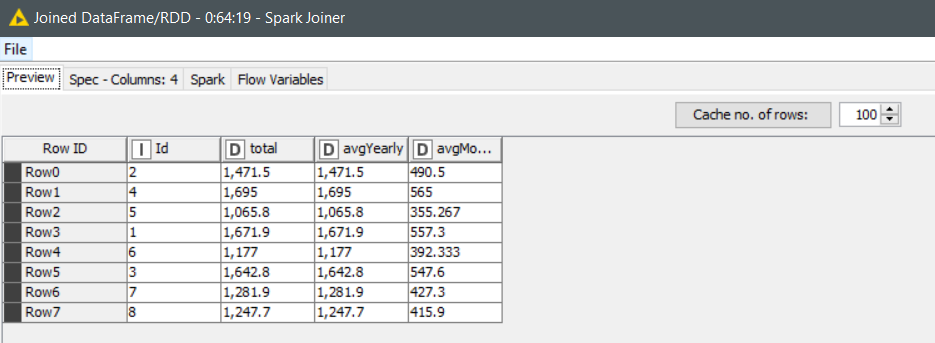 Joined DataFrame/RDD - 0:64:19 - Spark Joiner
File
Preview Spec - Columns: 4 Spark Flow Variables
Cache no. of rows: 100
Row ID I Id D total D avgYearly D avgMo...
Row0 2 1,471.5 1,471.5 490.5
Row1 4 1,695 1,695 565
Row2 5 1,065.8 1,065.8 355.267
Row3 1 1,671.9 1,671.9 557.3
Row4 6 1,177 1,177 392.333
Row5 3 1,642.8 1,642.8 547.6
Row6 7 1,281.9 1,281.9 427.3
Row7 8 1,247.7 1,247.7 415.9